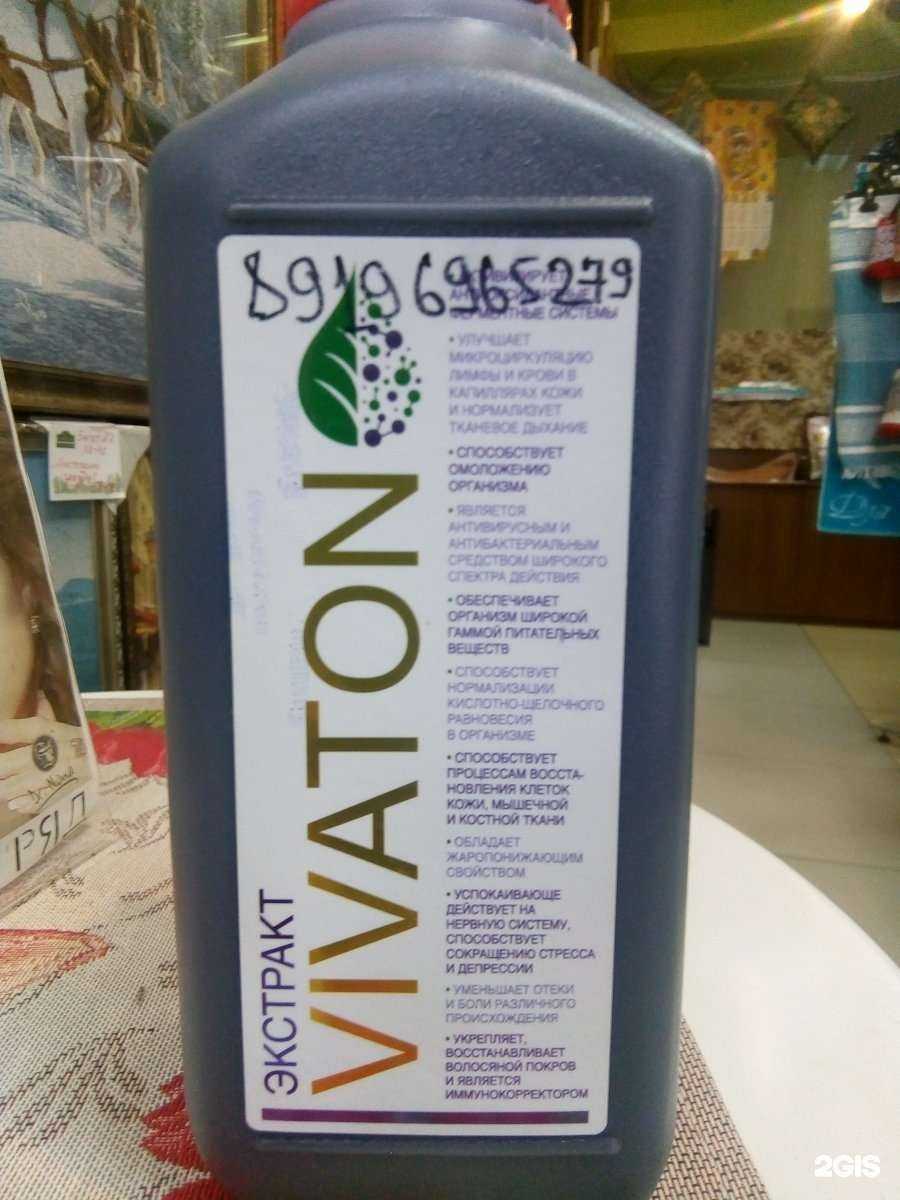 89196965279
ФЕРМЕНТНЫЕ СИСТЕМЫ
• УЛУЧШАЕТ
МИКРОЦИРКУЛЯЦИЮ
ЛИМФЫ И КРОВИ В
КАПИЛЛЯРАХ КОЖИ
И НОРМАЛИЗУЕТ
ТКАНЕВОЕ ДЫХАНИЕ
• СПОСОБСТВУЕТ
ОМОЛОЖЕНИЮ
ОРГАНИЗМА
• ЯВЛЯЕТСЯ
АНТИВИРУСНЫМ И
АНТИБАКТЕРИАЛЬНЫМ
СРЕДСТВОМ ШИРОКОГО
СПЕКТРА ДЕЙСТВИЯ
• ОБЕСПЕЧИВАЕТ
ОРГАНИЗМ ШИРОКОЙ
ГАММОЙ ПИТАТЕЛЬНЫХ
ВЕЩЕСТВ
• СПОСОБСТВУЕТ
НОРМАЛИЗАЦИИ
КИСЛОТНО-ЩЕЛОЧНОГО
РАВНОВЕСИЯ
В ОРГАНИЗМЕ
• СПОСОБСТВУЕТ
ПРОЦЕССАМ ВОССТА-
НОВЛЕНИЯ КЛЕТОК
КОЖИ, МЫШЕЧНОЙ
И КОСТНОЙ ТКАНИ
• ОБЛАДАЕТ
ЖАРОПОНИЖАЮЩИМ
СВОЙСТВОМ
• УСПОКАИВАЮЩЕ
ДЕЙСТВУЕТ НА
НЕРВНУЮ СИСТЕМУ,
СПОСОБСТВУЕТ
СОКРАЩЕНИЮ СТРЕССА
И ДЕПРЕССИИ
• УМЕНЬШАЕТ ОТЕКИ
И БОЛИ РАЗЛИЧНОГО
ПРОИСХОЖДЕНИЯ
• УКРЕПЛЯЕТ,
ВОССТАНАВЛИВАЕТ
ВОЛОСЯНОЙ ПОКРОВ
И ЯВЛЯЕТСЯ
ИММУНОКОРРЕКТОРОМ
ЭКСТРАКТ
VIVATON
2GIS